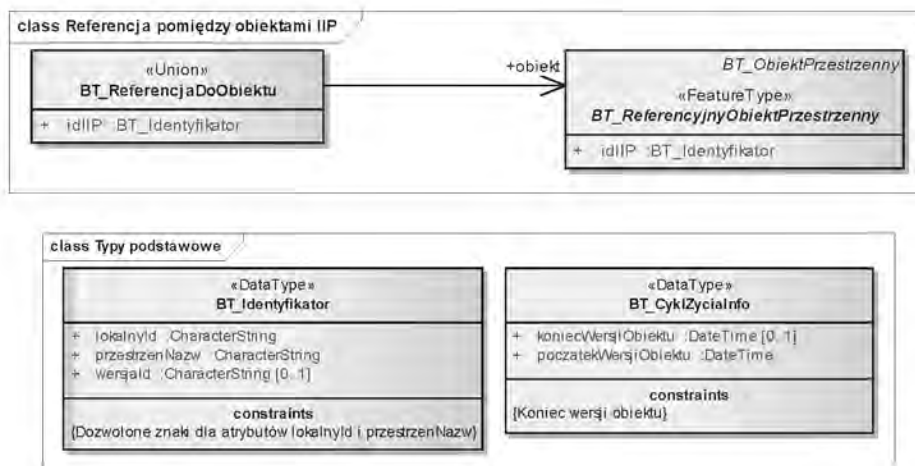 class Referencja pomiędzy obiektami IIP
«Union»
BT_ReferencjaDoObiektu
+ idIIP :BT_Identyfikator
+obiekt
BT_ObiektPrzestrzenny
«FeatureType»
BT_ReferencyjnyObiektPrzestrzenny
+ idIIP :BT_Identyfikator
class Typy podstawowe
«DataType»
BT_Identyfikator
+ lokalnyId :CharacterString
+ przestrzenNazw :CharacterString
+ wersjaId :CharacterString [0..1]
constraints
{Dozwolone znaki dla atrybutów lokalnyId i przestrzenNazw}
«DataType»
BT_CyklZyciaInfo
+ koniecWersjiObiektu :DateTime [0..1]
+ poczatekWersjiObiektu :DateTime
constraints
{Koniec wersji obiektu}